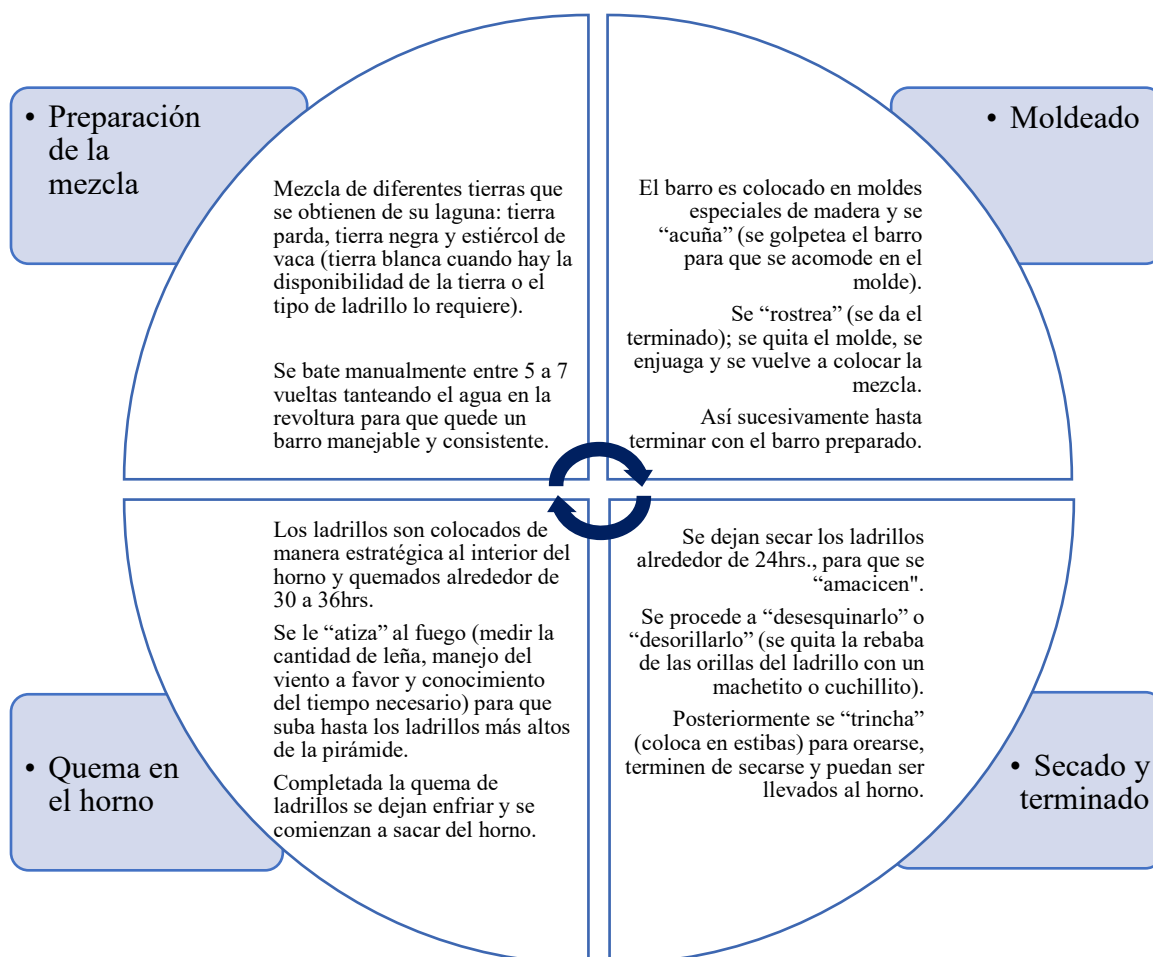 • Preparación
de la
mezcla
Mezcla de diferentes tierras que
se obtienen de su laguna: tierra
parda, tierra negra y estiércol de
vaca (tierra blanca cuando hay la
disponibilidad de la tierra o el
tipo de ladrillo lo requiere).
Se bate manualmente entre 5 a 7
vueltas tanteando el agua en la
revoltura para que quede un
barro manejable y consistente.
• Moldeado
El barro es colocado en moldes
especiales de madera y se
“acuña” (se golpetea el barro
para que se acomode en el
molde).
Se “rostrea” (se da el
terminado); se quita el molde, se
enjuaga y se vuelve a colocar la
mezcla.
Así sucesivamente hasta
terminar con el barro preparado.
• Secado y
terminado
Se dejan secar los ladrillos
alrededor de 24hrs., para que se
“amacicen".
Se procede a “desesquinarlo” o
“desorillarlo” (se quita la rebaba
de las orillas del ladrillo con un
machetito o cuchillito).
Posteriormente se “trincha”
(coloca en estibas) para orearse,
terminen de secarse y puedan ser
llevados al horno.
• Quema en
el horno
Los ladrillos son colocados de
manera estratégica al interior del
horno y quemados alrededor de
30 a 36hrs.
Se le “atiza” al fuego (medir la
cantidad de leña, manejo del
viento a favor y conocimiento
del tiempo necesario) para que
suba hasta los ladrillos más altos
de la pirámide.
Completada la quema de
ladrillos se dejan enfriar y se
comienzan a sacar del horno.